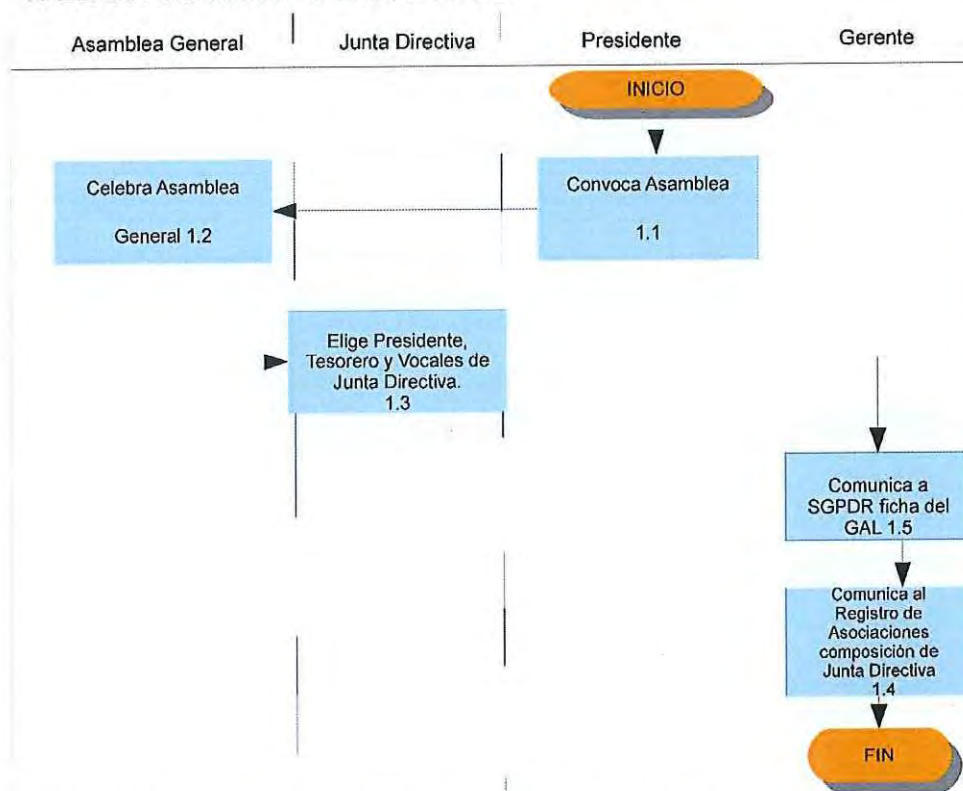 Asamblea General
Junta Directiva
Presidente
Gerente
INICIO
Celebra Asamblea
General 1.2
Convoca Asamblea
1.1
Elige Presidente,
Tesorero y Vocales de
Junta Directiva.
1.3
Comunica a
SGPDR ficha del
GAL 1.5
Comunica al
Registro de
Asociaciones
composición de
Junta Directiva
1.4
FIN